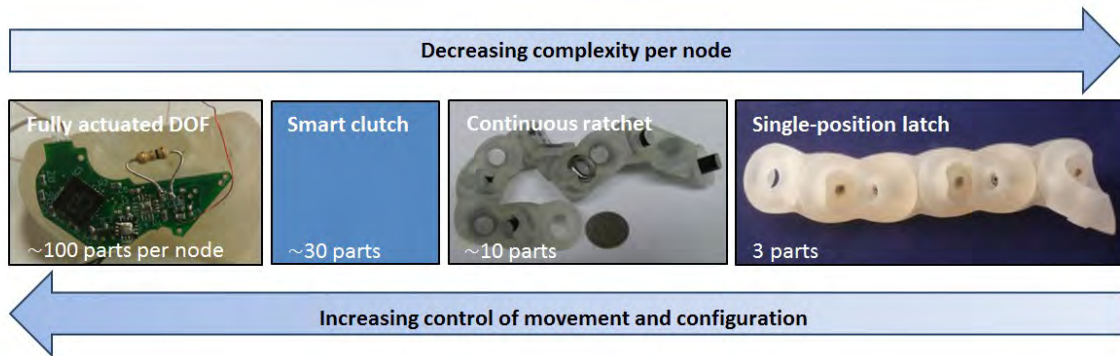 Decreasing complexity per node
Fully actuated DOF
Smart clutch
Continuous ratchet
Single-position latch
~100 parts per node
~30 parts
~10 parts
3 parts
Increasing control of movement and configuration